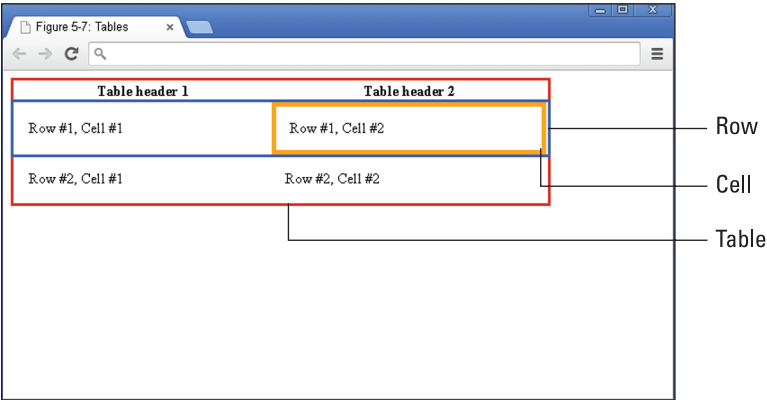 Figure 5-7: Tables
Table header 1 Table header 2
Row #1, Cell #1 Row #1, Cell #2
Row
Cell
Row #2, Cell #1 Row #2, Cell #2
Table